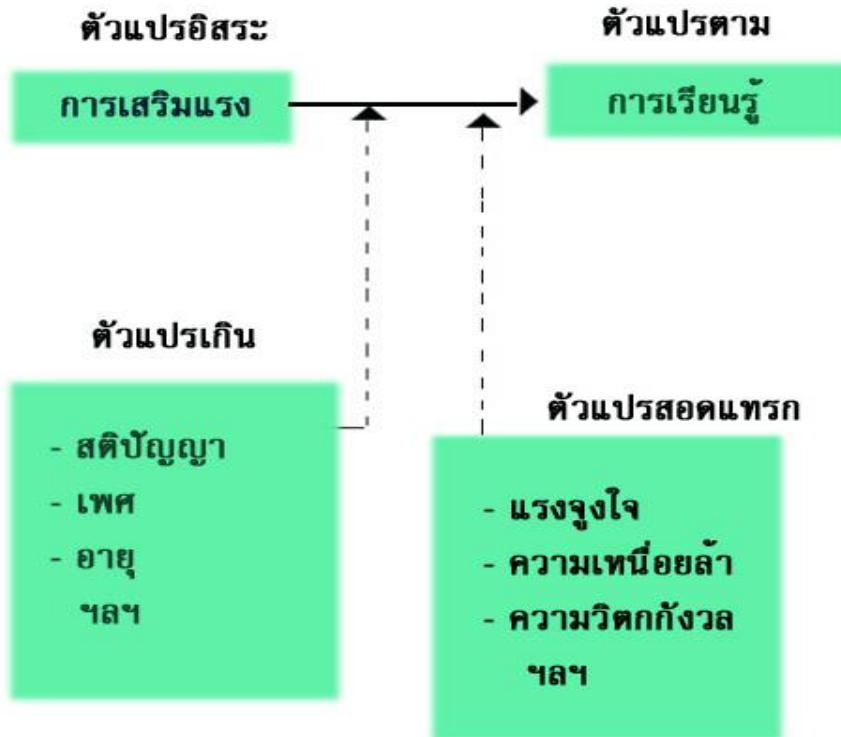 ตัวแปรอิสระ
ตัวแปรตาม
การเสริมแรง
การเรียนรู้
ตัวแปรเกิน
- สติปัญญา
- เพศ
- อายุ
ฯลฯ
ตัวแปรสอดแทรก
- แรงจูงใจ
- ความเหนื่อยล้า
- ความวิตกกังวล
ฯลฯ